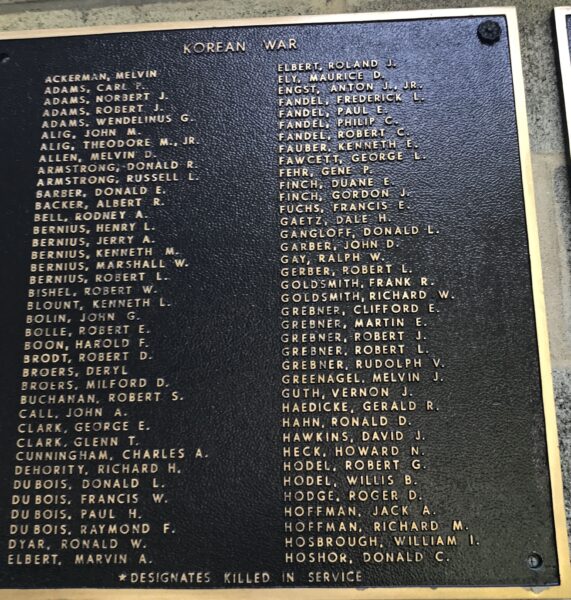 KOREAN WAR
ACKERMAN, MELVIN
ADAMS, CARL P.
ADAMS, NORBERT J.
ADAMS, ROBERT J.
ADAMS, WENDELINUS G.
ALIG, JOHN M.
ALIG, THEODORE M., JR.
ALLEN, MELVIN D.
ARMSTRONG, DONALD R.
ARMSTRONG, RUSSELL L.
BARBER, DONALD E.
BACKER, ALBERT R.
BELL, RODNEY A.
BERNIUS, HENRY L.
BERNIUS, JERRY A.
BERNIUS, KENNETH M.
BERNIUS, MARSHALL W.
BERNIUS, ROBERT L.
BISHEL, ROBERT W.
BLOUNT, KENNETH L.
BOLIN, JOHN G.
BOLLE, ROBERT E.
BOON, HAROLD F.
BRODT, ROBERT D.
BROERS, DERYL
BROERS, MILFORD D.
BUCHANAN, ROBERT S.
CALL, JOHN A.
CLARK, GEORGE E.
CLARK, GLENN T.
CUNNINGHAM, CHARLES A.
DEHORITY, RICHARD H.
DU BOIS, DONALD L.
DU BOIS, FRANCIS W.
DU BOIS, PAUL H.
DU BOIS, RAYMOND F.
DYAR, RONALD W.
ELBERT, MARVIN A.
ELBERT, ROLAND J.
ELY, MAURICE D.
ENGST, ANTON J., JR.
FANDEL, FREDERICK L.
FANDEL, PAUL E.
FANDEL, PHILIP C.
FANDEL, ROBERT C.
FAUBER, KENNETH E.
FAWCETT, GEORGE L.
FEHR, GENE P.
FINCH, DUANE E.
FINCH, GORDON J.
FUCHS, FRANCIS E.
GAETZ, DALE H.
GANGLOFF, DONALD L.
GARBER, JOHN D.
GAY, RALPH W.
GERBER, ROBERT L.
GOLDSMITH, FRANK R.
GOLDSMITH, RICHARD W.
GREBNER, CLIFFORD E.
GREBNER, MARTIN E.
GREBNER, ROBERT J.
GREBNER, ROBERT L.
GREBNER, RUDOLPH V.
GREENAGEL, MELVIN J.
GUTH, VERNON J.
HAEDICKE, GERALD R.
HAHN, RONALD D.
HAWKINS, DAVID J.
HECK, HOWARD N.
HODEL, ROBERT G.
HODEL, WILLIS B.
HODGE, ROGER D.
HOFFMAN, JACK A.
HOFFMAN, RICHARD M.
HOSBROUGH, WILLIAM I.
HOSHOR, DONALD C.
*DESIGNATES KILLED IN SERVICE